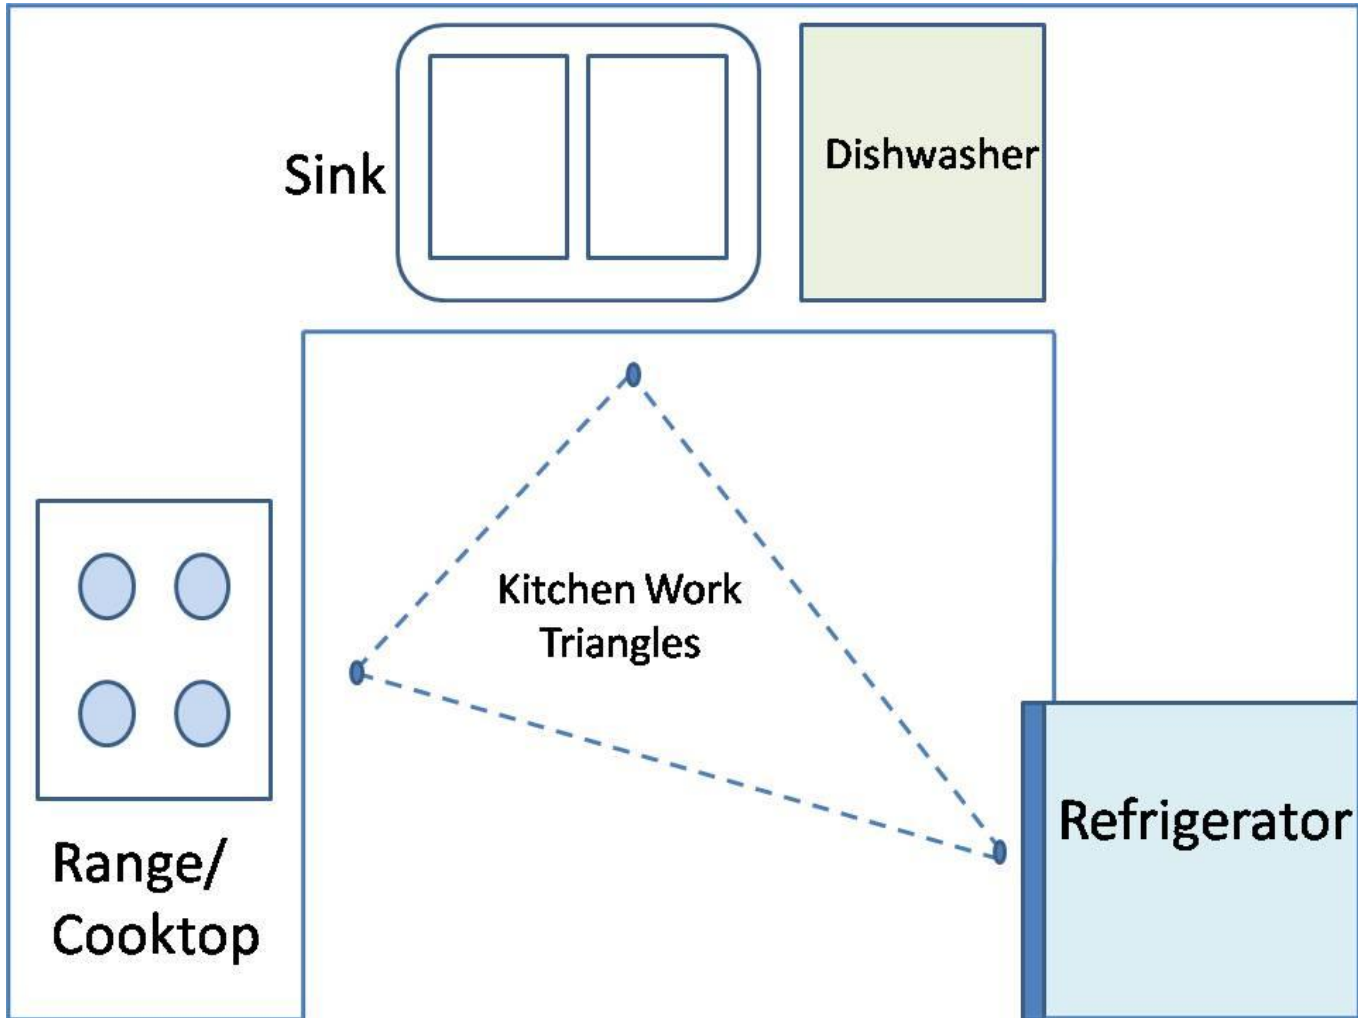 Sink
Dishwasher
Kitchen Work
Triangles
Refrigerator
Range/
Cooktop